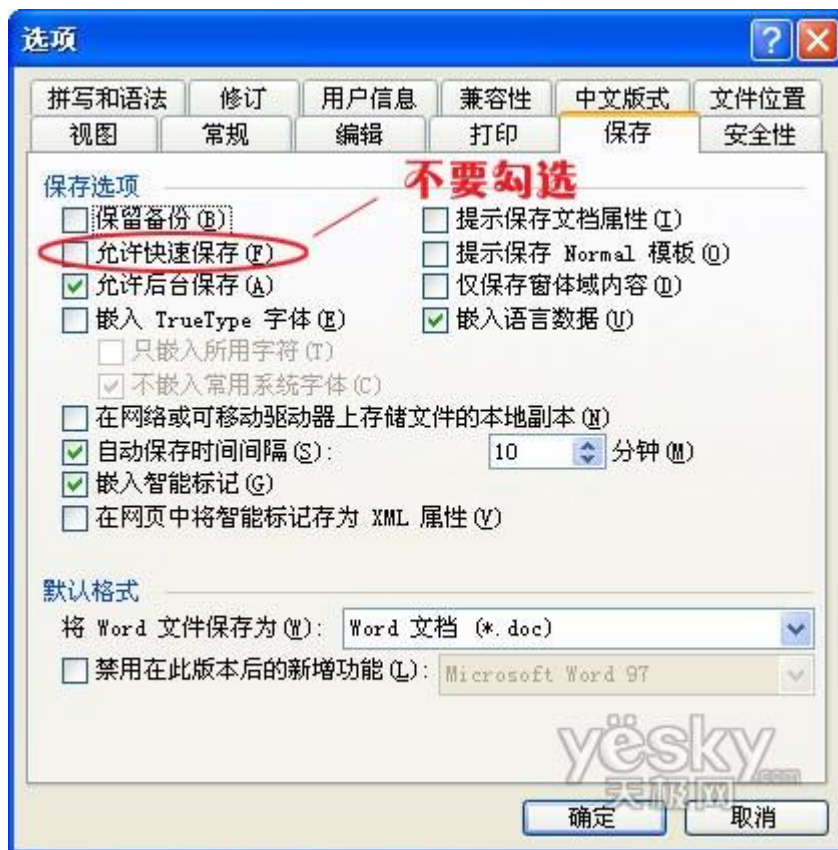 选项
拼写和语法 修订 用户信息 兼容性 中文版式 文件位置
视图 常规 编辑 打印 保存 安全性
不要勾选
保存选项
保留备份(B) 提示保存文档属性(I)
允许快速保存(F) 提示保存 Normal 模板(O)
允许后台保存(A) 仅保存窗体域内容(D)
嵌入 TrueType 字体(E) 嵌入语言数据(U)
只嵌入所用字符(T)
不嵌入常用系统字体(C)
在网络或可移动驱动器上存储文件的本地副本(N)
自动保存时间间隔(S): 10 分钟(M)
嵌入智能标记(G)
在网页中将智能标记存为 XML 属性(V)
默认格式
将 Word 文件保存为(W): Word 文档 (*.doc)
禁用在此版本后的新增功能(L): Microsoft Word 97
yësky.com
天极网
确定 取消